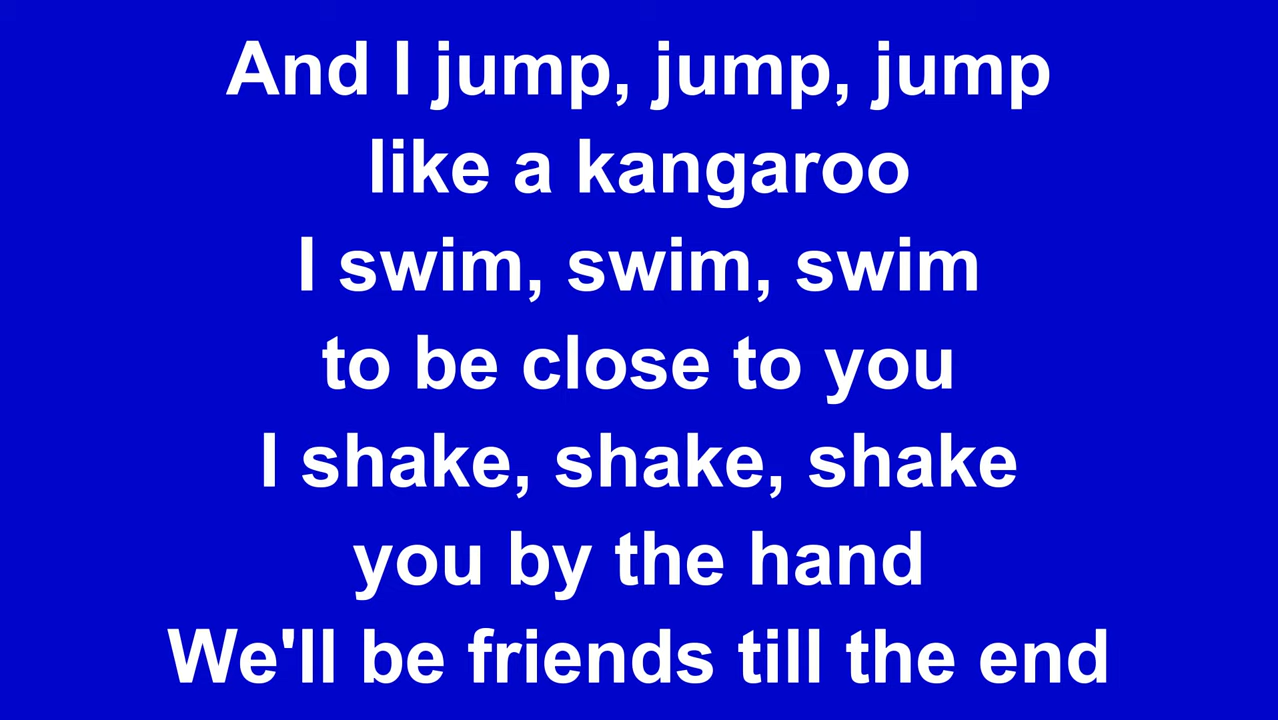 And I jump, jump, jump
like a kangaroo
I swim, swim, swim
to be close to you
I shake, shake, shake
you by the hand
We'll be friends till the end